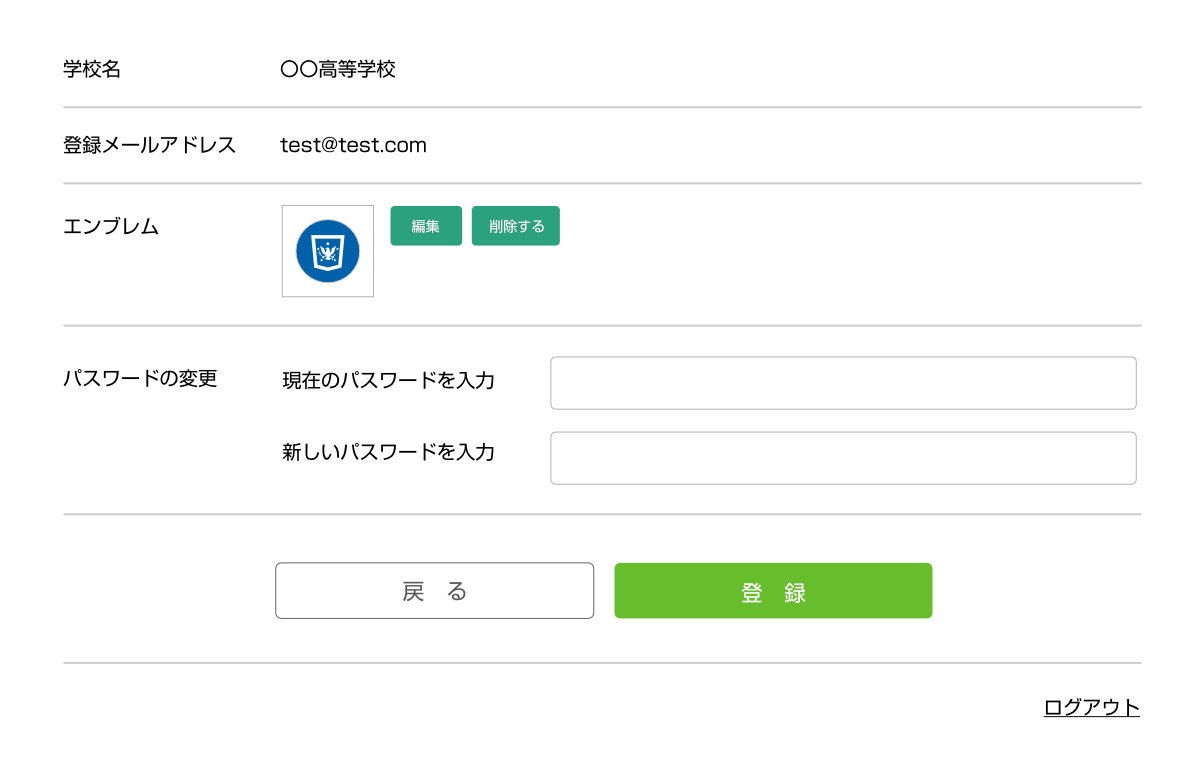 学校名 〇〇高等学校
登録メールアドレス test@test.com
エンブレム 編集 削除する
パスワードの変更 現在のパスワードを入力
新しいパスワードを入力
戻 る 登 録
ログアウト